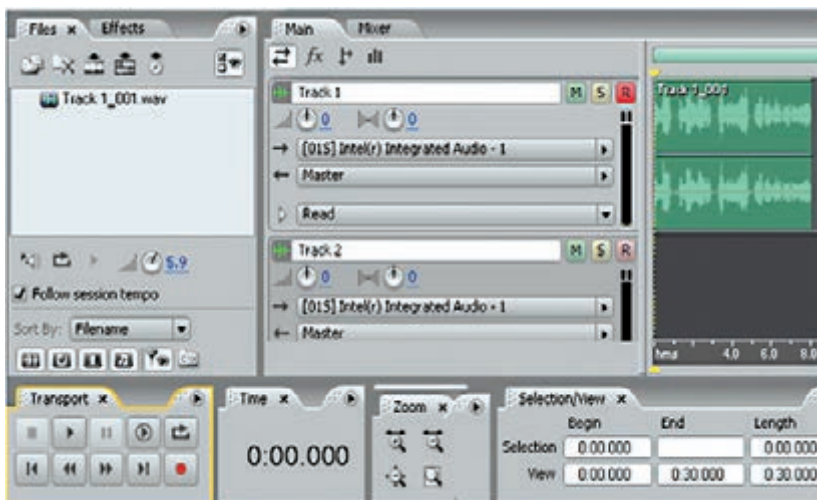 Files
Effects
Main
Mixer
fx
Track 1_001.wav
Track 1
M S R
0 0
[01S] Intel(r) Integrated Audio - 1
Master
Read
Track 1_001
5.9
Follow session tempo
Sort By: Filename
Track 2
M S R
0 0
[01S] Intel(r) Integrated Audio - 1
Master
hms 4.0 6.0 8.0
Transport
Time
0:00.000
Zoom
Selection/View
Begin End Length
Selection 0:00.000 0:00.000
View 0:00.000 0:30.000 0:30.000